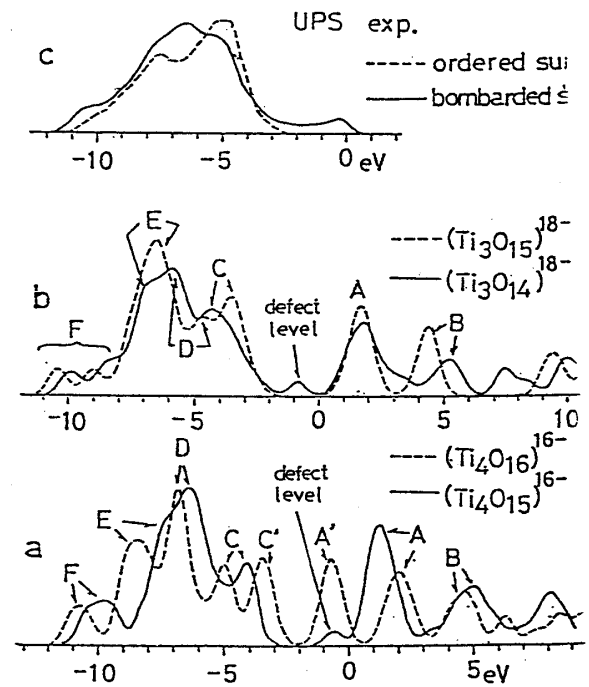 UPS exp.
c
ordered
bombarded
-10 -5 0 eV
E
C
(Ti3O15)18-
(Ti3O14)18-
b
defect
level
A
B
F
D
-10 -5 0 5 10
D
(Ti4O16)16-
(Ti4O15)16-
defect
level
a
E
F
C C'
A'
A
B
-10 -5 0 5eV